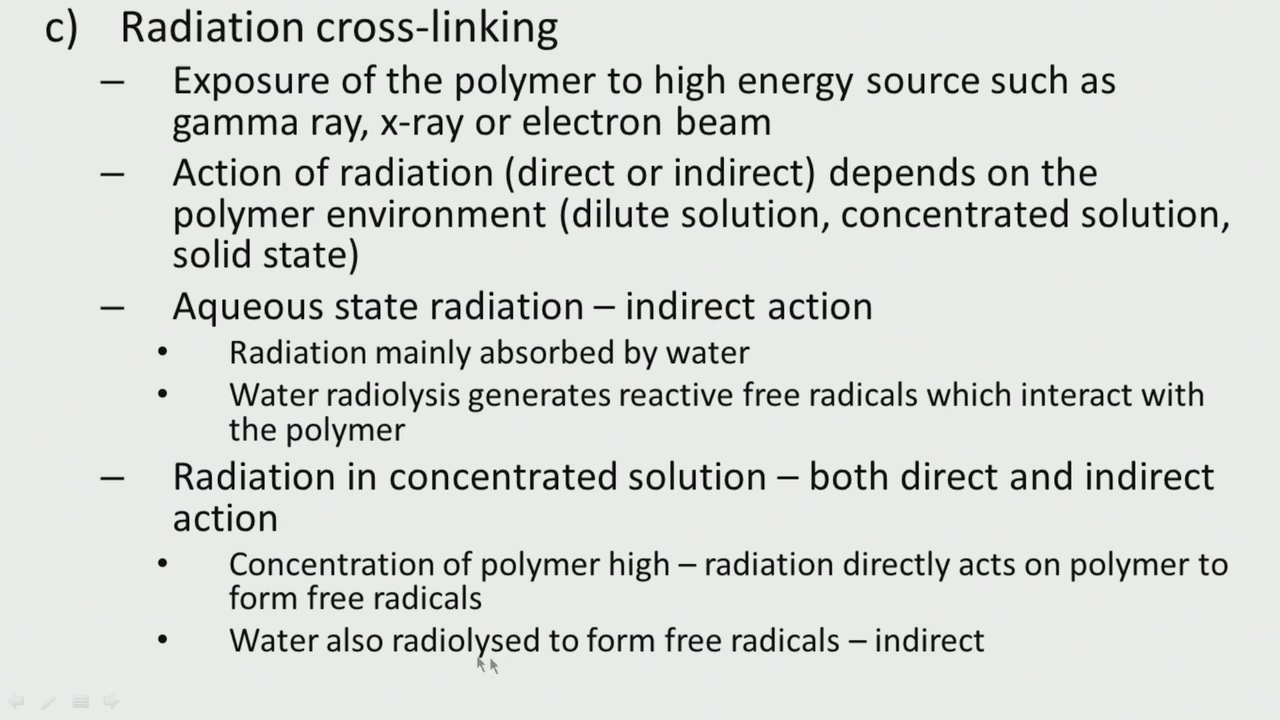 c) Radiation cross-linking
– Exposure of the polymer to high energy source such as
gamma ray, x-ray or electron beam
– Action of radiation (direct or indirect) depends on the
polymer environment (dilute solution, concentrated solution,
solid state)
– Aqueous state radiation – indirect action
• Radiation mainly absorbed by water
• Water radiolysis generates reactive free radicals which interact with
the polymer
– Radiation in concentrated solution – both direct and indirect
action
• Concentration of polymer high – radiation directly acts on polymer to
form free radicals
• Water also radiolysed to form free radicals – indirect